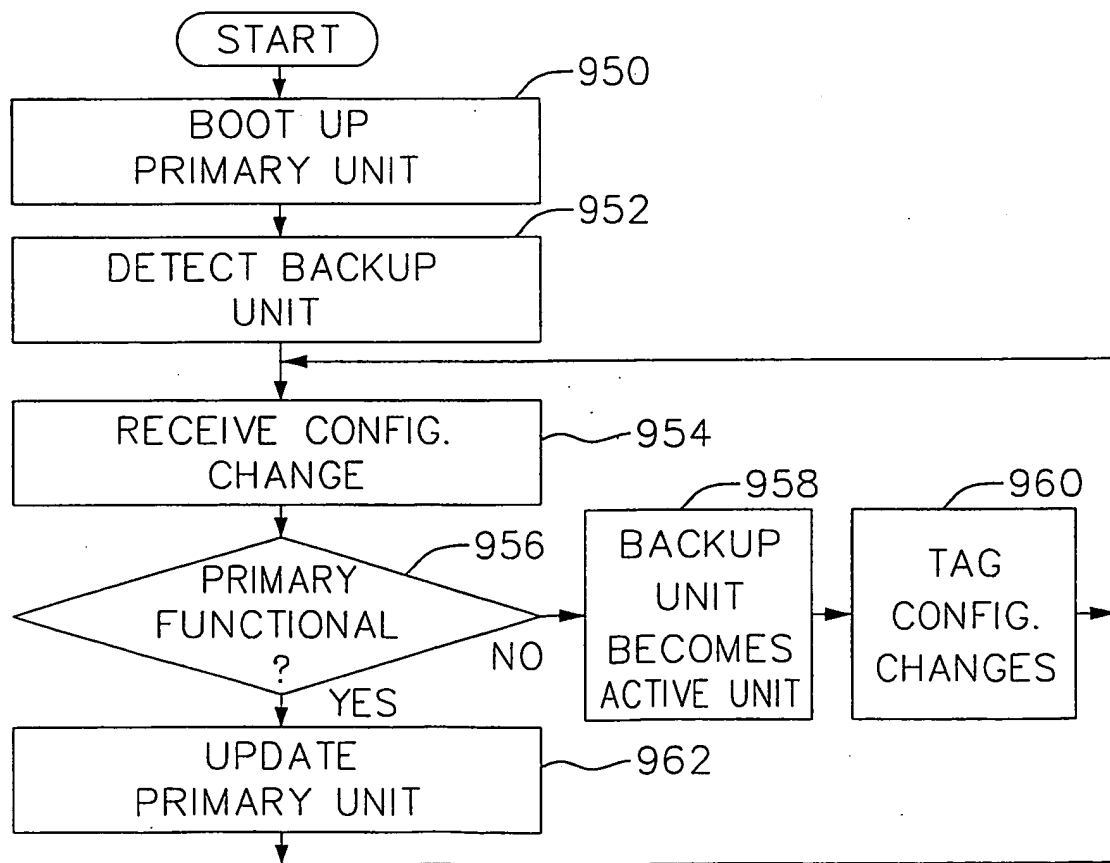 START
950
BOOT UP
PRIMARY UNIT
952
DETECT BACKUP
UNIT
RECEIVE CONFIG.
CHANGE
954
956
PRIMARY
FUNCTIONAL
?
NO
YES
958
BACKUP
UNIT
BECOMES
ACTIVE UNIT
960
TAG
CONFIG.
CHANGES
UPDATE
PRIMARY UNIT
962